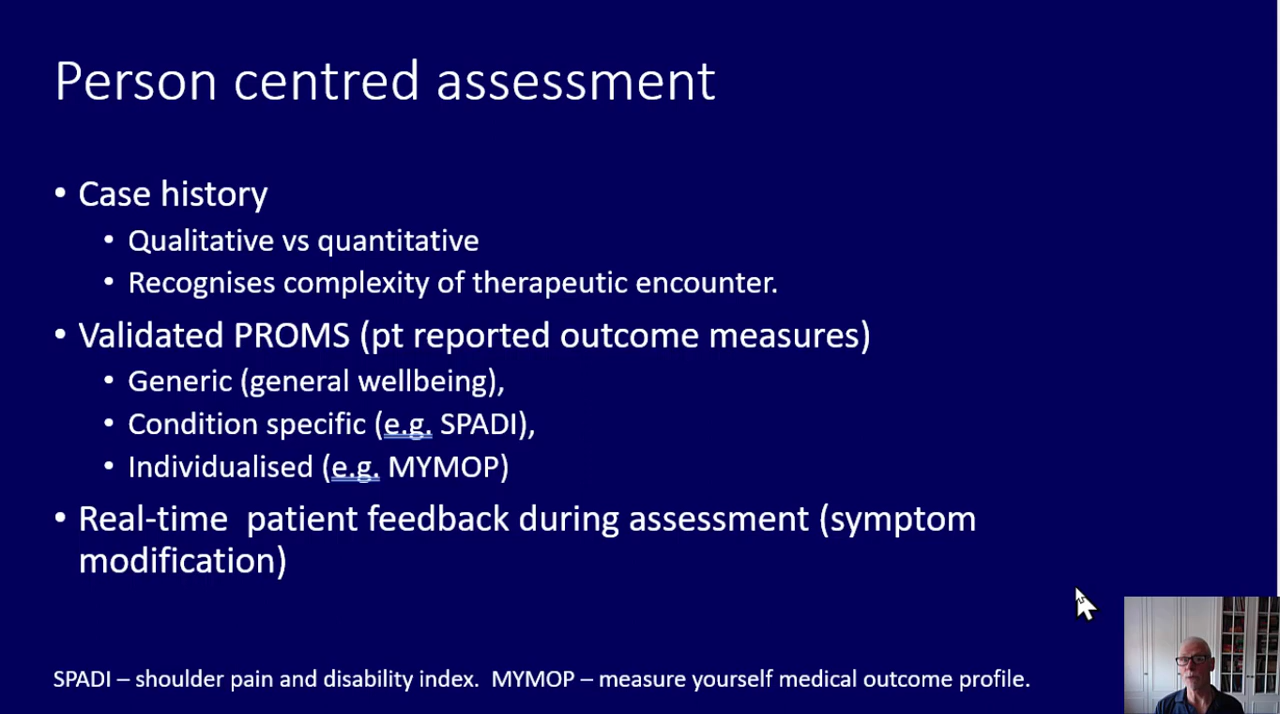 Person centred assessment
• Case history
• Qualitative vs quantitative
• Recognises complexity of therapeutic encounter.
• Validated PROMS (pt reported outcome measures)
• Generic (general wellbeing),
• Condition specific (e.g. SPADI),
• Individualised (e.g. MYMOP)
• Real-time  patient feedback during assessment (symptom
modification)
SPADI – shoulder pain and disability index.  MYMOP – measure yourself medical outcome profile.